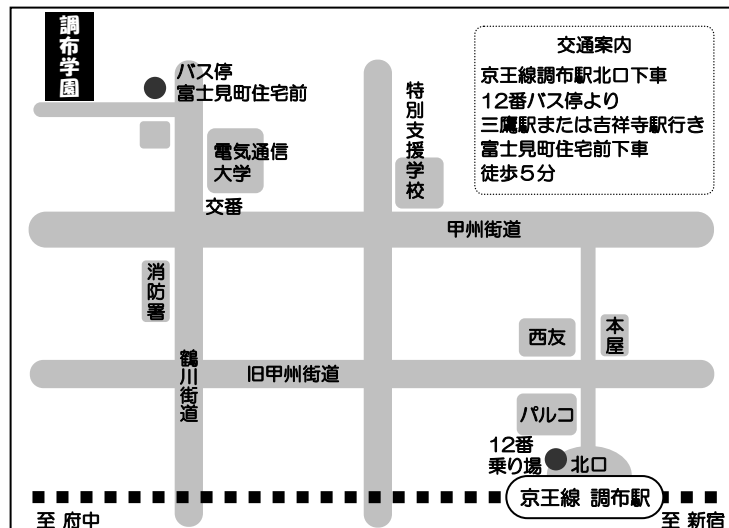 調布学園
バス停
富士見町住宅前
交通案内
京王線調布駅北口下車
12番バス停より
三鷹駅または吉祥寺駅行き
富士見町住宅前下車
徒歩5分
電気通信
大学
特別支援学校
交番
甲州街道
消防署
西友
本屋
鶴川街道
旧甲州街道
パルコ
12番
乗り場
北口
京王線 調布駅
至 府中
至 新宿